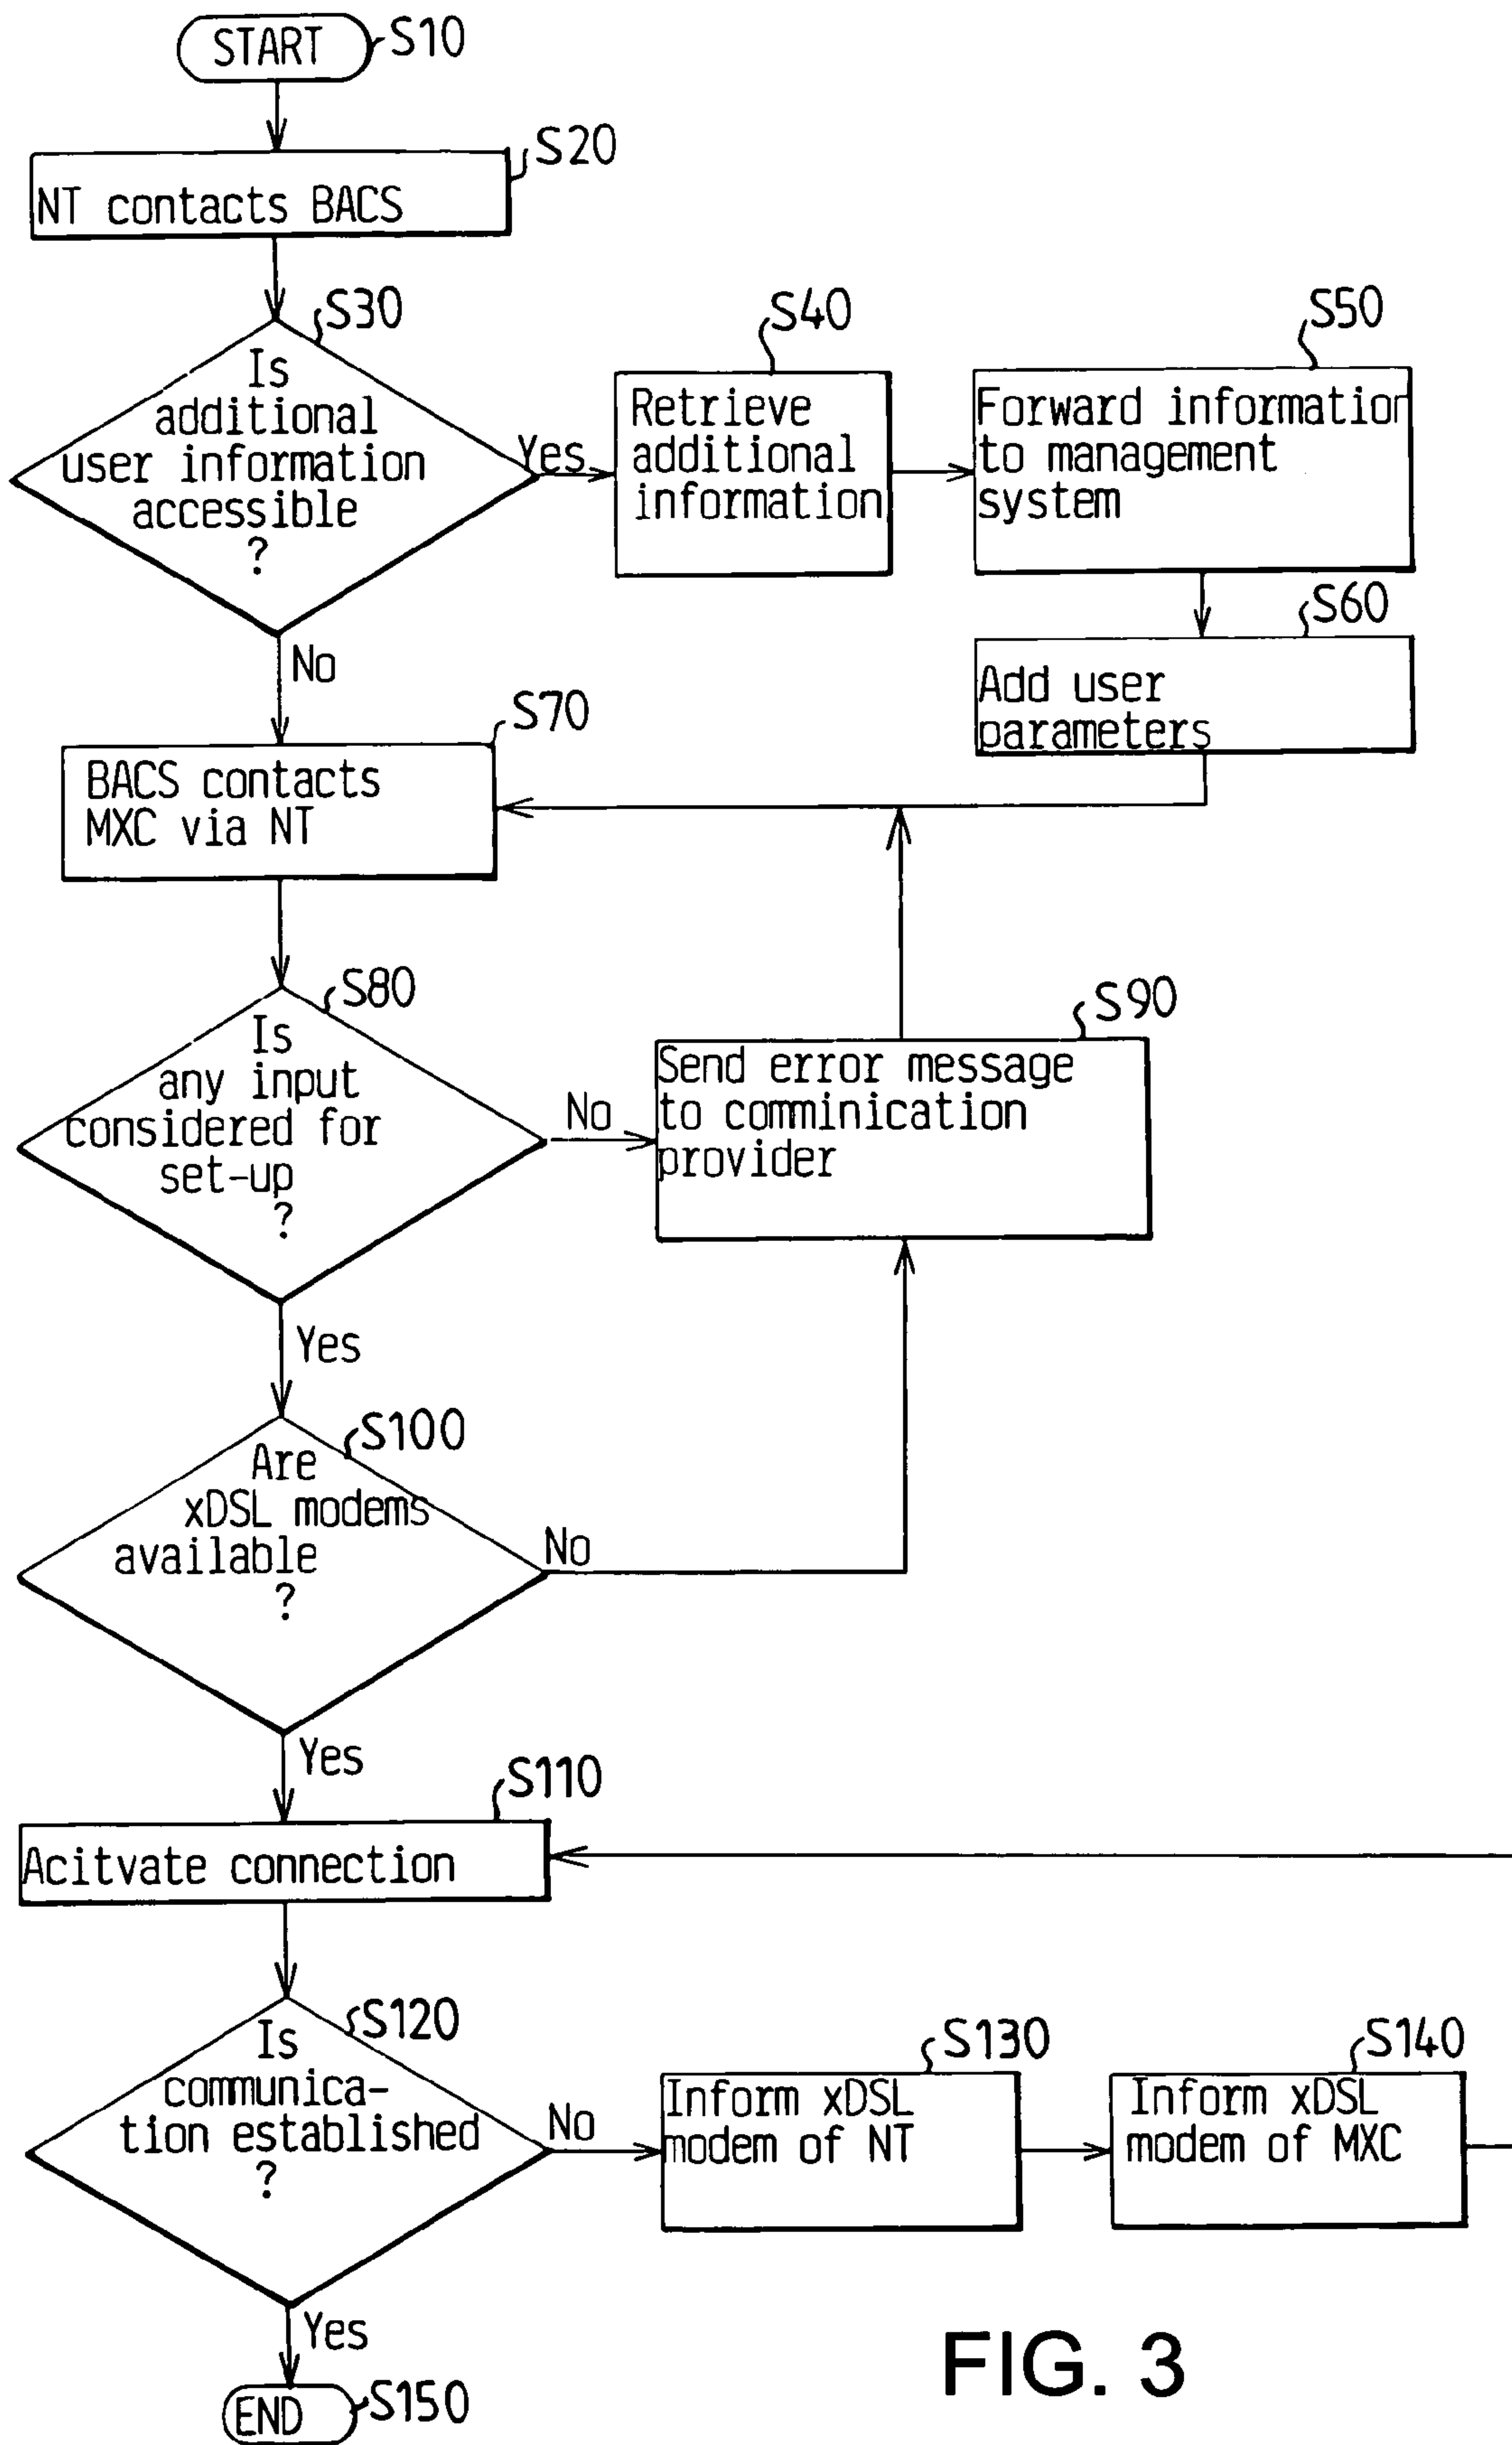 START
S10
S20
NT contacts BACS
S30
Is
additional
user information
accessible
?
Yes
S40
Retrieve
additional
information
S50
Forward information
to management
system
No
S60
Add user
parameters
S70
BACS contacts
MXC via NT
S80
Is
any input
considered for
set-up
?
No
S90
Send error message
to comminication
provider
Yes
S100
Are
xDSL modems
available
?
No
Yes
S110
Acitvate connection
S120
Is
communica-
tion established
?
No
S130
Inform xDSL
modem of NT
S140
Inform xDSL
modem of MXC
Yes
END
S150
FIG. 3